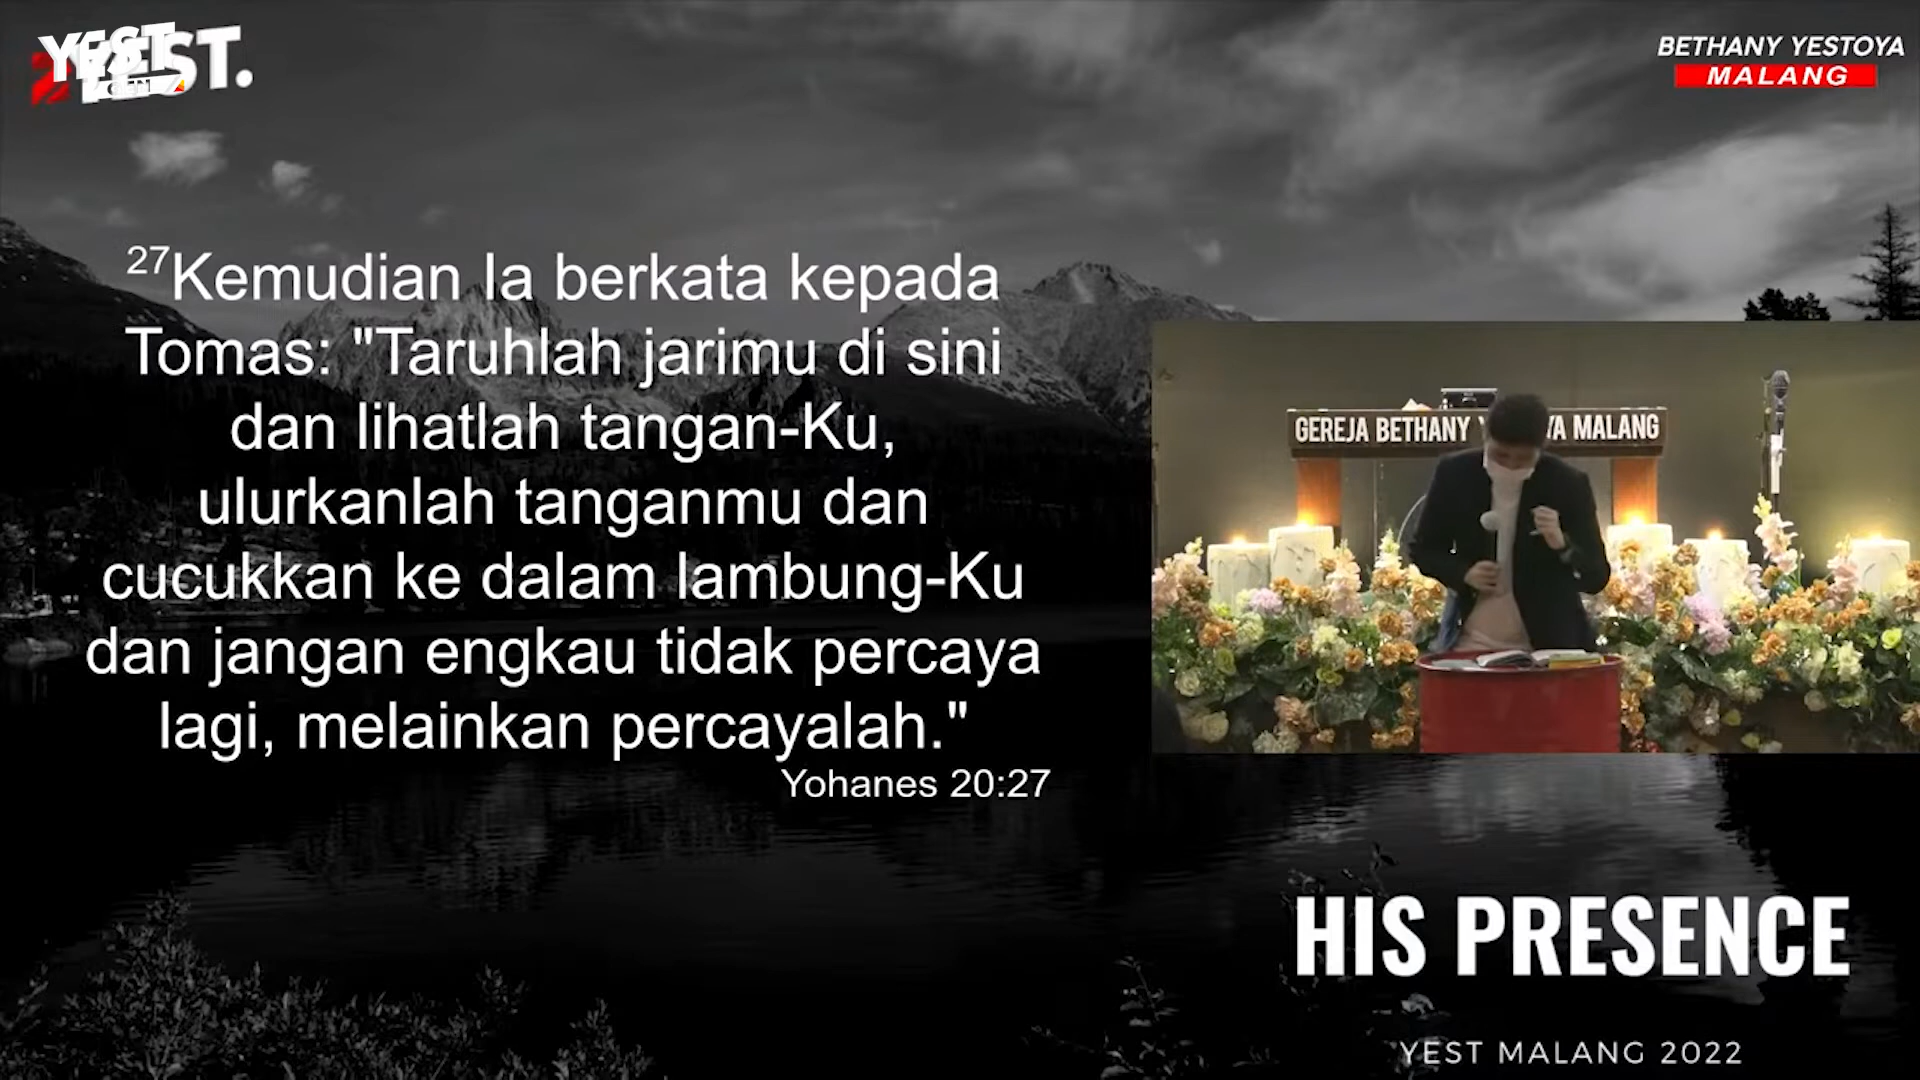 YEST.
BETHANY YESTOYA
MALANG
27Kemudian Ia berkata kepada
Tomas: "Taruhlah jarimu di sini
dan lihatlah tangan-Ku,
ulurkanlah tanganmu dan
cucukkan ke dalam lambung-Ku
dan jangan engkau tidak percaya
lagi, melainkan percayalah."
Yohanes 20:27
GEREJA BETHANY Y YA MALANG
HIS PRESENCE
YEST MALANG 2022